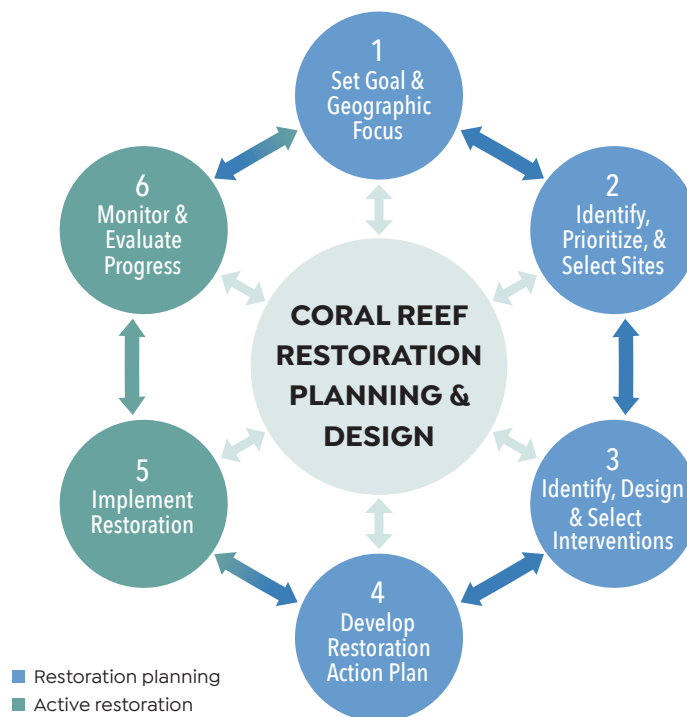 1
Set Goal &
Geographic
Focus
2
Identify,
Prioritize, &
Select Sites
3
Identify, Design
& Select
Interventions
4
Develop
Restoration
Action Plan
5
Implement
Restoration
6
Monitor &
Evaluate
Progress
CORAL REEF
RESTORATION
PLANNING &
DESIGN
Restoration planning
Active restoration